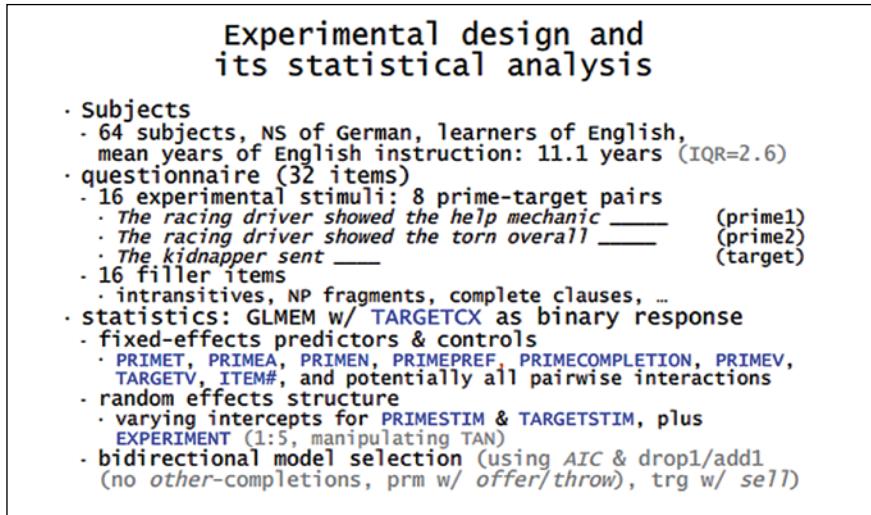 Experimental design and
its statistical analysis
· Subjects
- 64 subjects, NS of German, learners of English,
mean years of English instruction: 11.1 years (IQR=2.6)
· questionnaire (32 items)
- 16 experimental stimuli: 8 prime-target pairs
· The racing driver showed the help mechanic _____ (prime1)
· The racing driver showed the torn overall _____ (prime2)
· The kidnapper sent ____ (target)
- 16 filler items
· intransitives, NP fragments, complete clauses, …
· statistics: GLMEM w/ TARGETCX as binary response
- fixed-effects predictors & controls
· PRIMET, PRIMEA, PRIMEN, PRIMEPREF, PRIMECOMPLETION, PRIMEV,
TARGETV, ITEM#, and potentially all pairwise interactions
- random effects structure
· varying intercepts for PRIMESTIM & TARGETSTIM, plus
EXPERIMENT (1:5, manipulating TAN)
- bidirectional model selection (using AIC & drop1/add1
(no other-completions, prm w/ offer/throw), trg w/ sell)